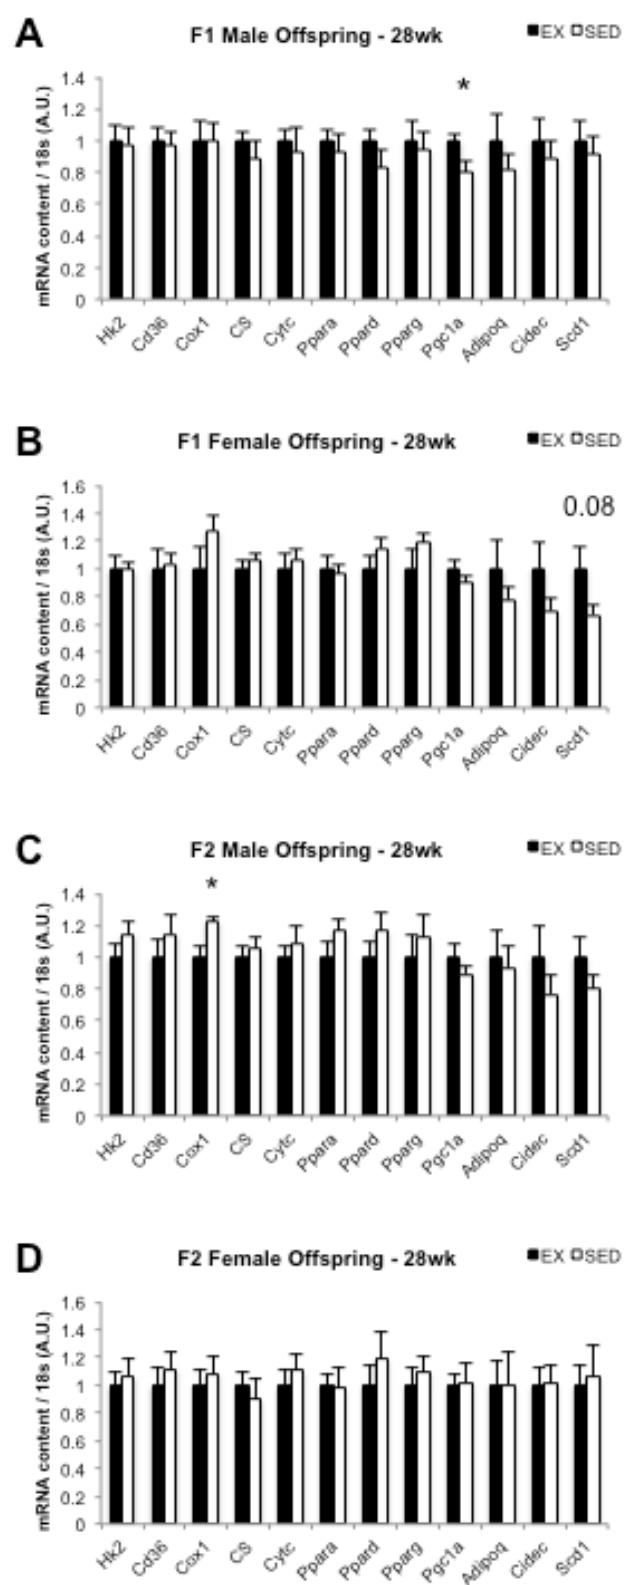 A
F1 Male Offspring - 28wk
■EX □SED
mRNA content / 18s (A.U.)
1.4
*
1.2
1
0.8
0.6
0.4
0.2
0
Hk2 Cd36 Cox1 CS Cytc Ppara Ppard Pparg Pgc1a Adipoq Cidec Scd1
B
F1 Female Offspring - 28wk
■EX □SED
mRNA content / 18s (A.U.)
1.6
0.08
1.4
1.2
1
0.8
0.6
0.4
0.2
0
Hk2 Cd36 Cox1 CS Cytc Ppara Ppard Pparg Pgc1a Adipoq Cidec Scd1
C
F2 Male Offspring - 28wk
■EX □SED
mRNA content / 18s (A.U.)
*
1.4
1.2
1
0.8
0.6
0.4
0.2
0
Hk2 Cd36 Cox1 CS Cytc Ppara Ppard Pparg Pgc1a Adipoq Cidec Scd1
D
F2 Female Offspring - 28wk
■EX □SED
mRNA content / 18s (A.U.)
1.6
1.4
1.2
1
0.8
0.6
0.4
0.2
0
Hk2 Cd36 Cox1 CS Cytc Ppara Ppard Pparg Pgc1a Adipoq Cidec Scd1